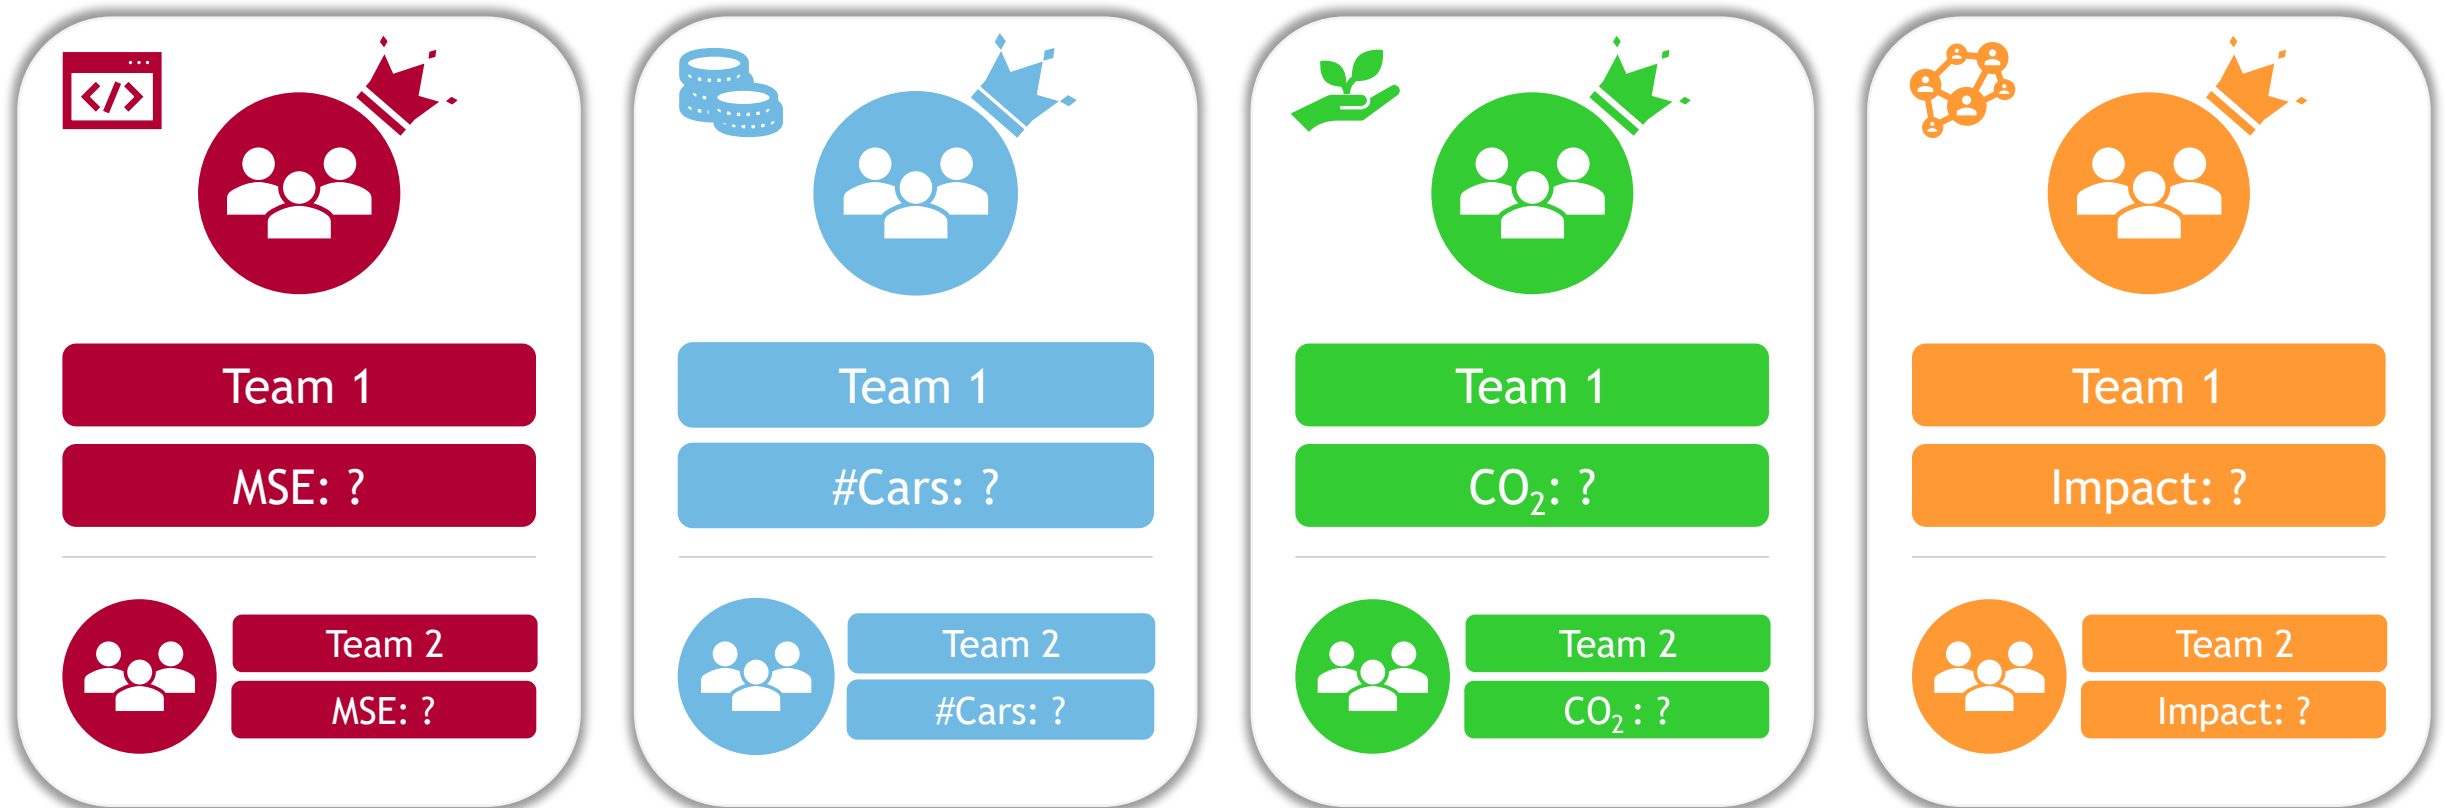 Team 1
MSE: ?
Team 2
MSE: ?
Team 1
#Cars: ?
Team 2
#Cars: ?
Team 1
CO₂: ?
Team 2
CO₂ : ?
Team 1
Impact: ?
Team 2
Impact: ?